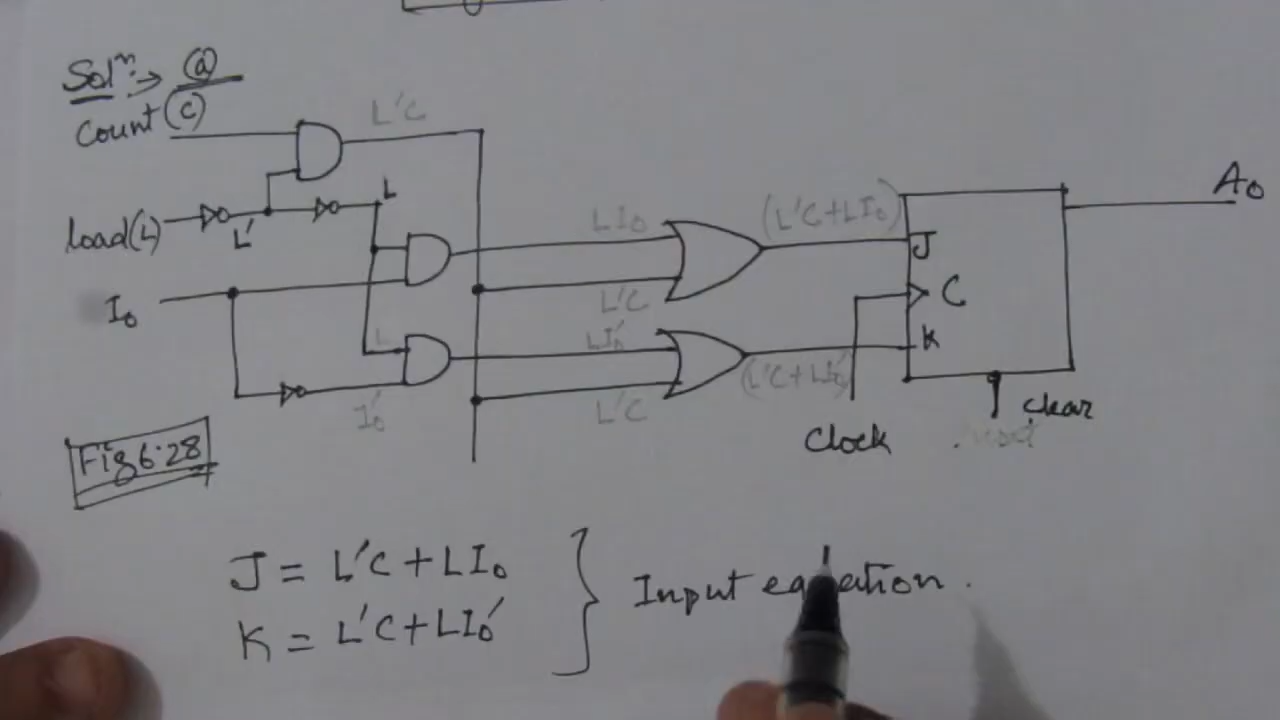 Solⁿ:→ (a)
Count (c)
L'C
load(L)
L'
L
LI₀
(L'C+LI₀)
A₀
J
I₀
L'C
C
L
LI₀'
K
(L'C+LI₀')
I₀'
L'C
Clock
clear
Fig 6.28
J = L'C + LI₀
K = L'C + LI₀'
Input equation.